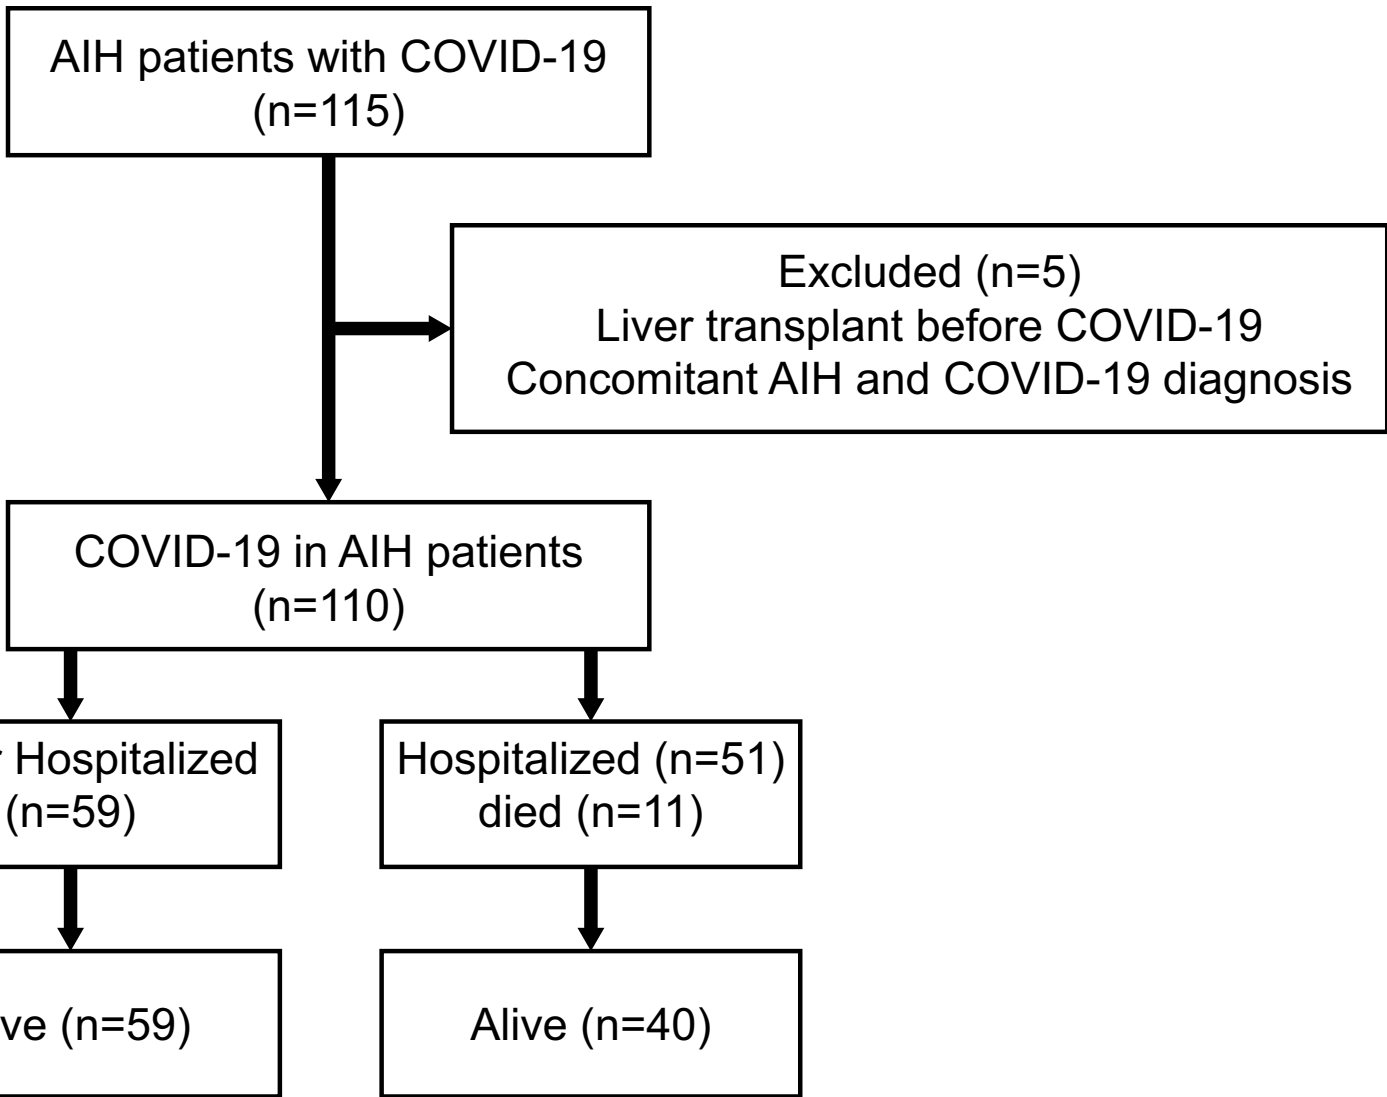 AIH patients with COVID-19
(n=115)
Excluded (n=5)
Liver transplant before COVID-19
Concomitant AIH and COVID-19 diagnosis
COVID-19 in AIH patients
(n=110)
Hospitalized
(n=59)
Hospitalized (n=51)
died (n=11)
(n=59)
Alive (n=40)